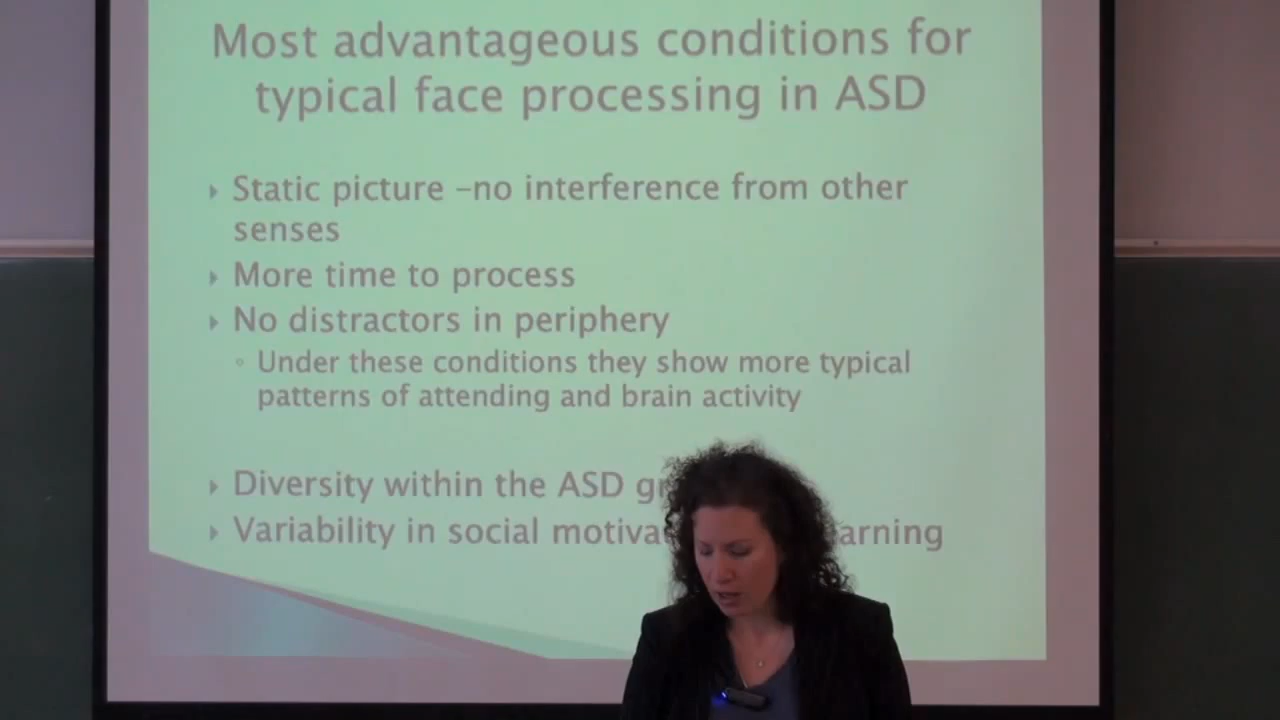 Most advantageous conditions for
typical face processing in ASD
Static picture –no interference from other
senses
More time to process
No distractors in periphery
Under these conditions they show more typical
patterns of attending and brain activity
Diversity within the ASD
Variability in social